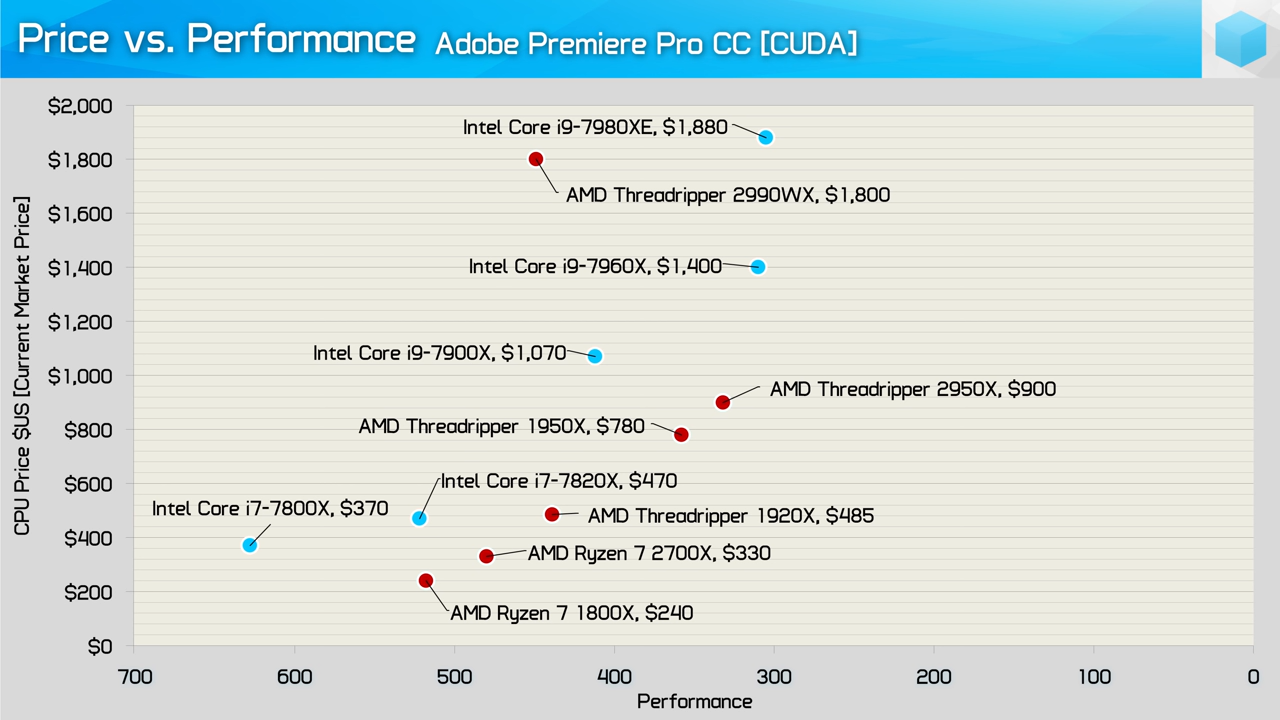 Price vs. Performance Adobe Premiere Pro CC [CUDA]
CPU Price $US [Current Market Price]
$2,000
$1,800
$1,600
$1,400
$1,200
$1,000
$800
$600
$400
$200
$0
Intel Core i9-7980XE, $1,880
AMD Threadripper 2990WX, $1,800
Intel Core i9-7960X, $1,400
Intel Core i9-7900X, $1,070
AMD Threadripper 2950X, $900
AMD Threadripper 1950X, $780
Intel Core i7-7820X, $470
Intel Core i7-7800X, $370
AMD Threadripper 1920X, $485
AMD Ryzen 7 2700X, $330
AMD Ryzen 7 1800X, $240
700 600 500 400 300 200 100 0
Performance